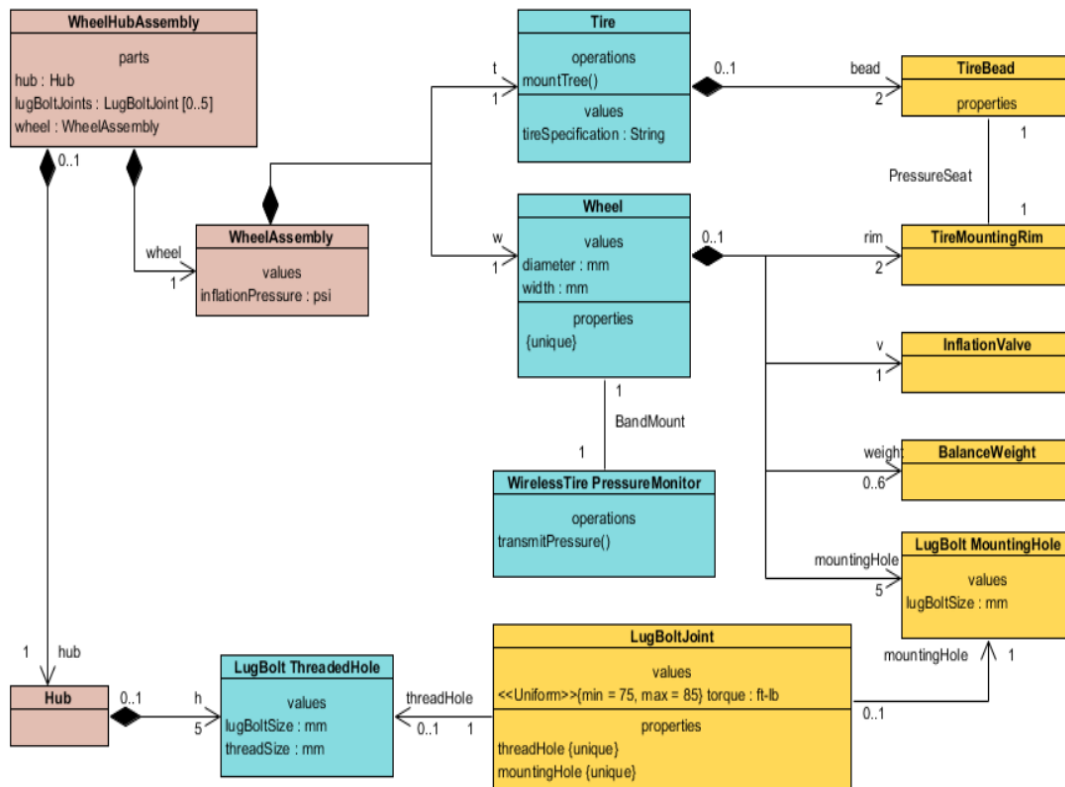 WheelHubAssembly
parts
hub : Hub
lugBoltJoints : LugBoltJoint [0..5]
wheel : WheelAssembly
0..1
wheel
1
WheelAssembly
values
inflationPressure : psi
t
1
Tire
operations
mountTree()
values
tireSpecification : String
0..1
bead
2
TireBead
properties
1
PressureSeat
1
w
1
Wheel
values
diameter : mm
width : mm
properties
{unique}
0..1
rim
2
TireMountingRim
v
1
InflationValve
1
BandMount
1
weight
0..6
BalanceWeight
WirelessTire PressureMonitor
operations
transmitPressure()
mountingHole
5
LugBolt MountingHole
values
lugBoltSize : mm
mountingHole
1
1
hub
Hub
0..1
h
5
LugBolt ThreadedHole
values
lugBoltSize : mm
threadSize : mm
threadHole
0..1
1
LugBoltJoint
values
<<Uniform>>{min = 75, max = 85} torque : ft-lb
properties
threadHole {unique}
mountingHole {unique}
0..1